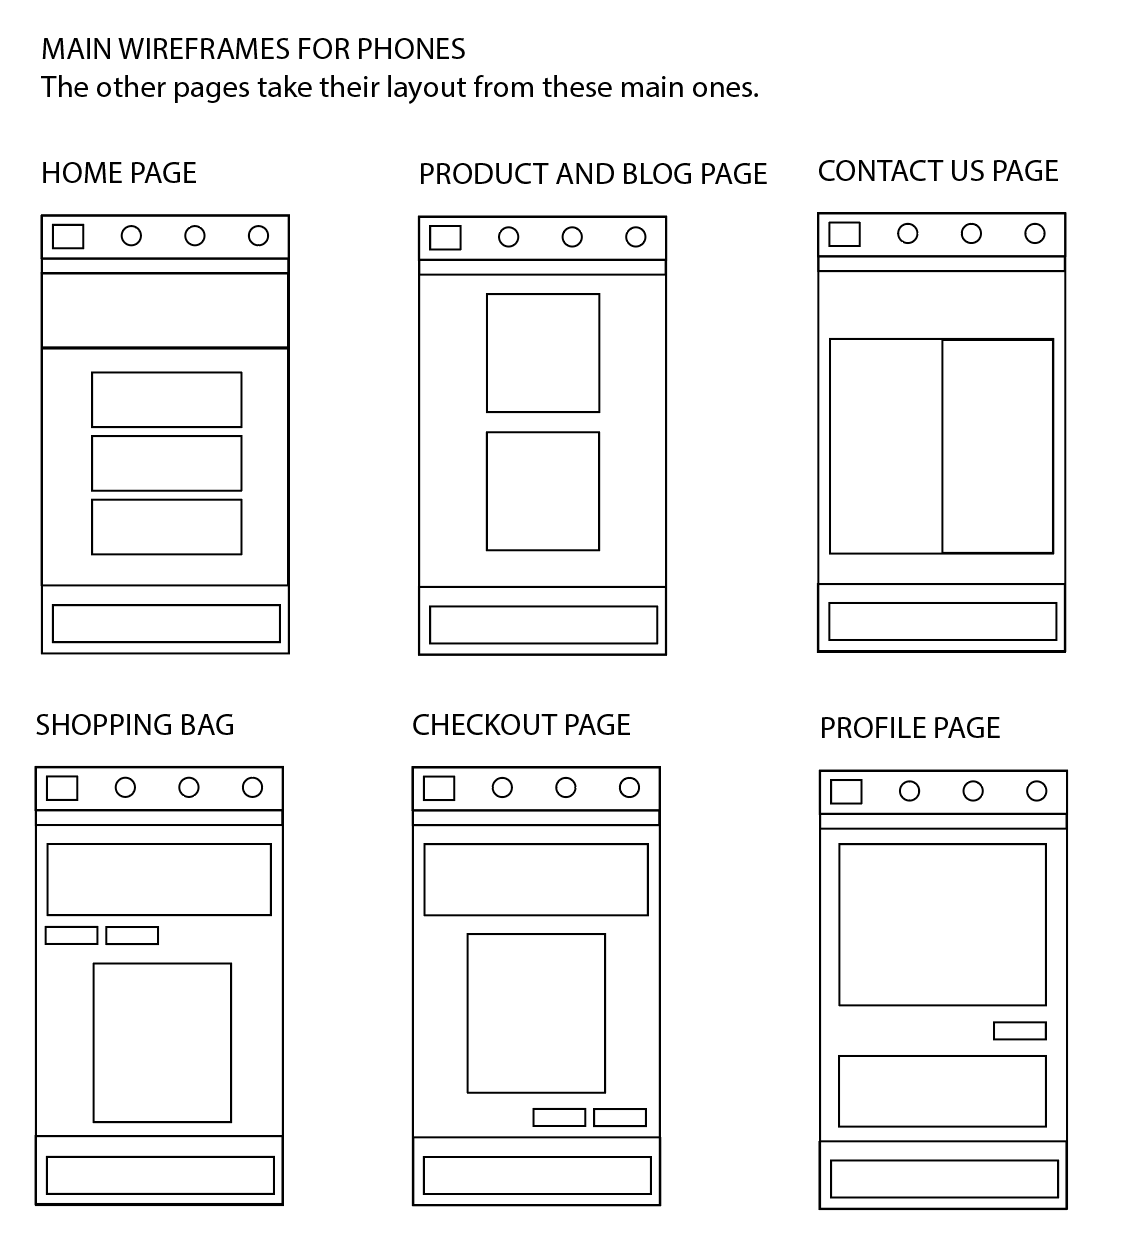 MAIN WIREFRAMES FOR PHONES
The other pages take their layout from these main ones.
HOME PAGE
PRODUCT AND BLOG PAGE
CONTACT US PAGE
SHOPPING BAG
CHECKOUT PAGE
PROFILE PAGE